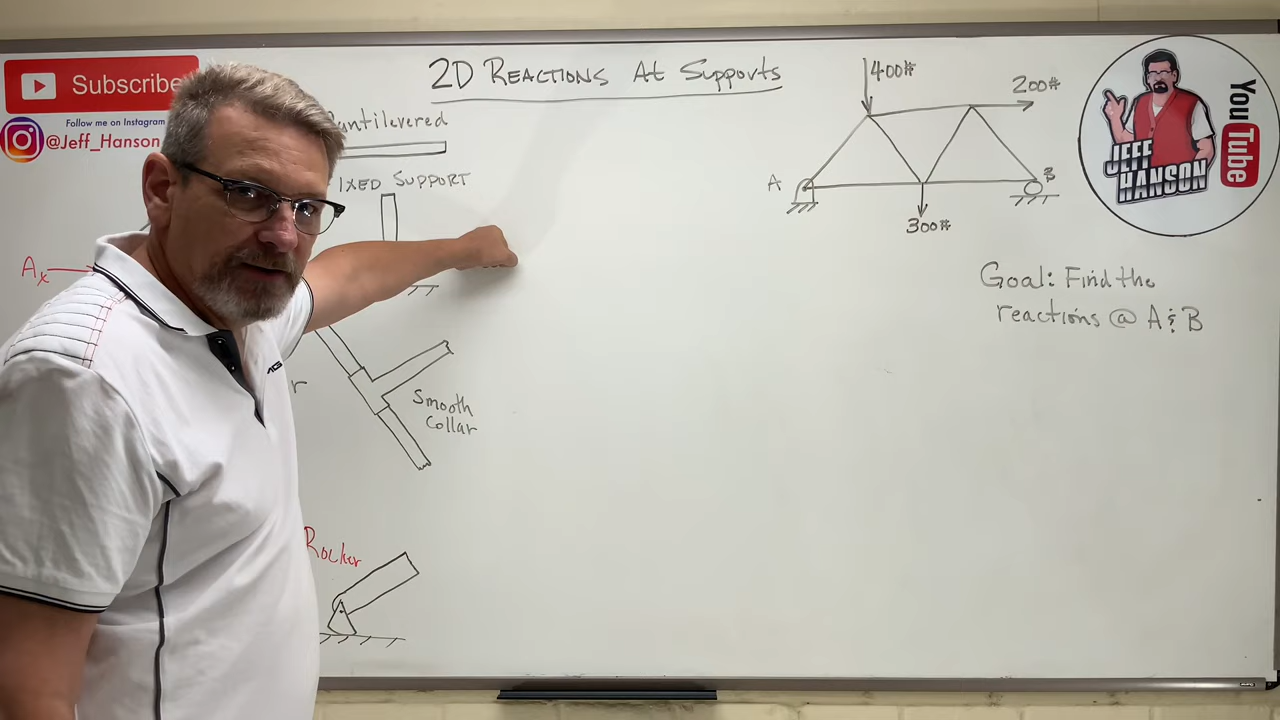 Subscribe
Follow me on Instagram
@Jeff_Hanson
2D Reactions At Supports
antilevered
IXED SUPPORT
Ax
r
Smooth
Collar
Rocker
400#
200#
A
B
300#
Goal: Find the
reactions @ A & B
JEFF
HANSON
YouTube